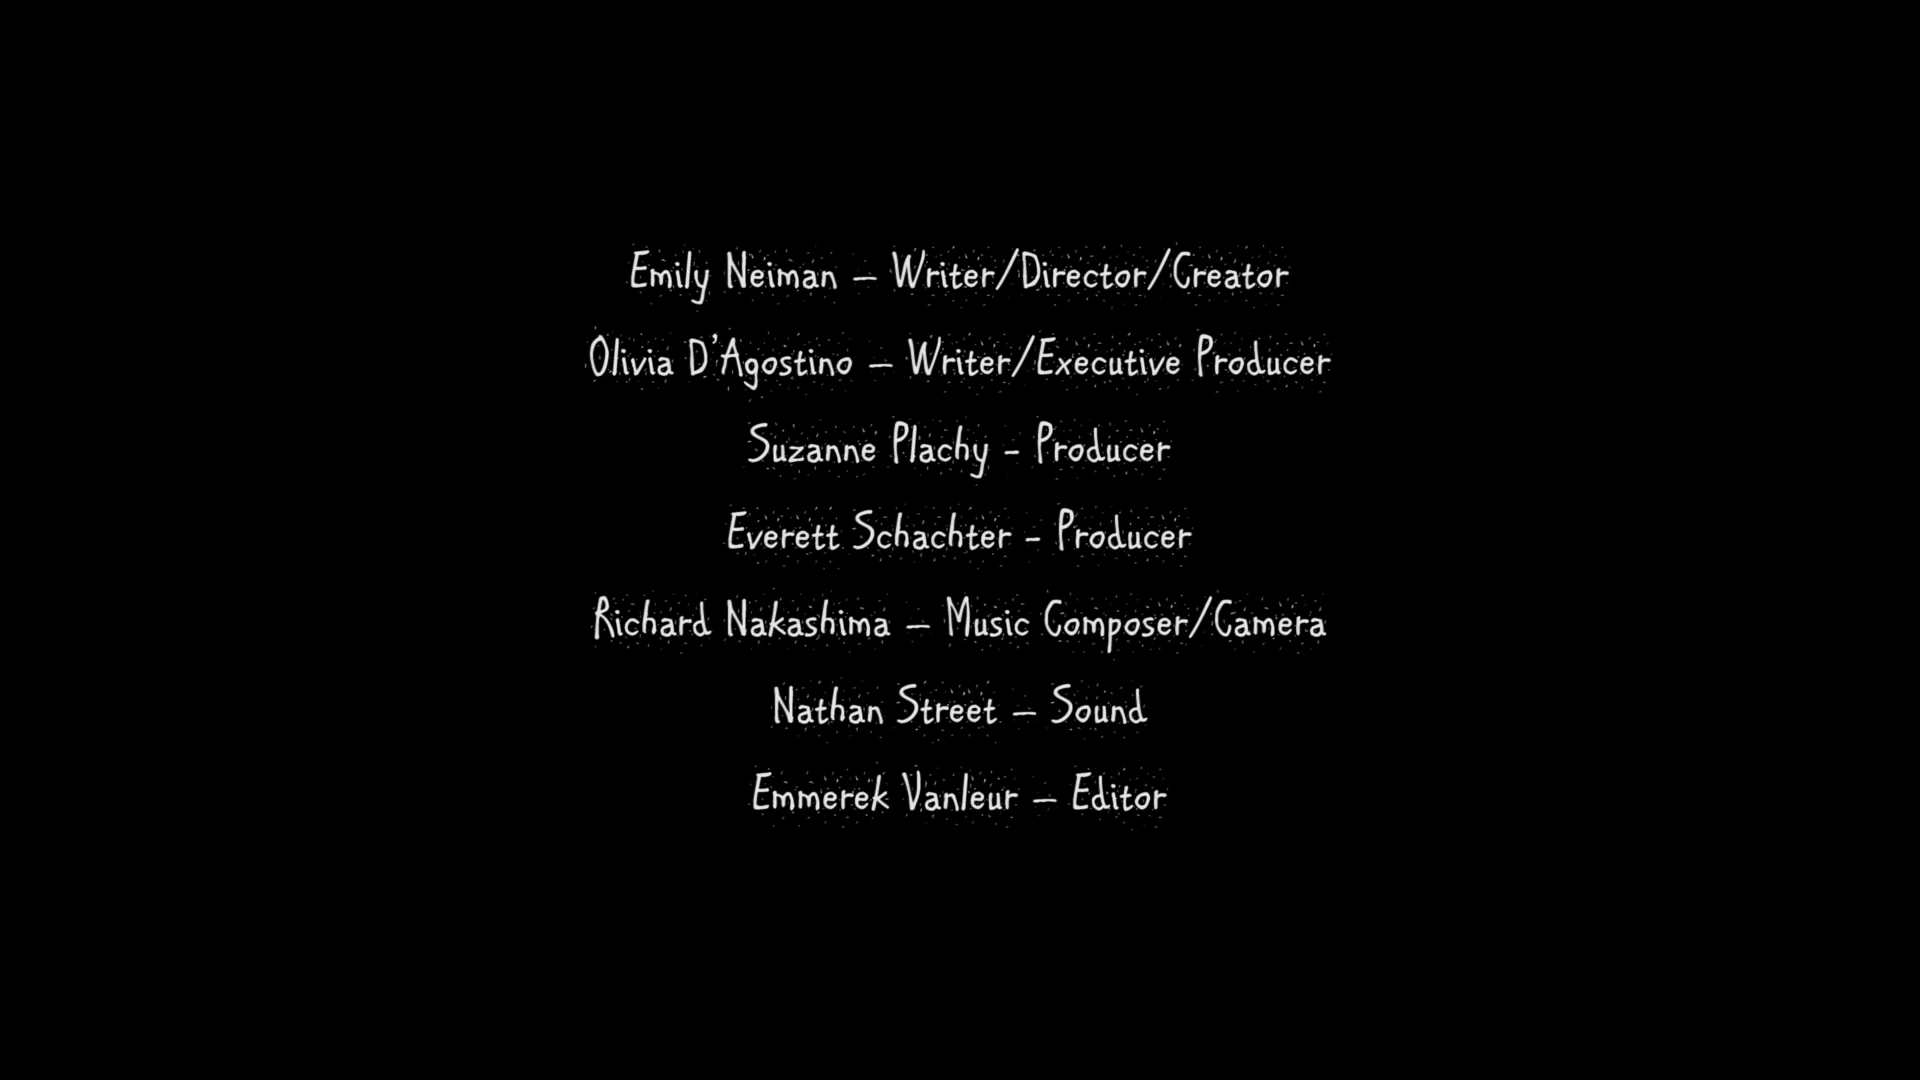 Emily Neiman – Writer/Director/Creator
Olivia D'Agostino – Writer/Executive Producer
Suzanne Plachy - Producer
Everett Schachter - Producer
Richard Nakashima – Music Composer/Camera
Nathan Street – Sound
Emmerek Vanleur – Editor